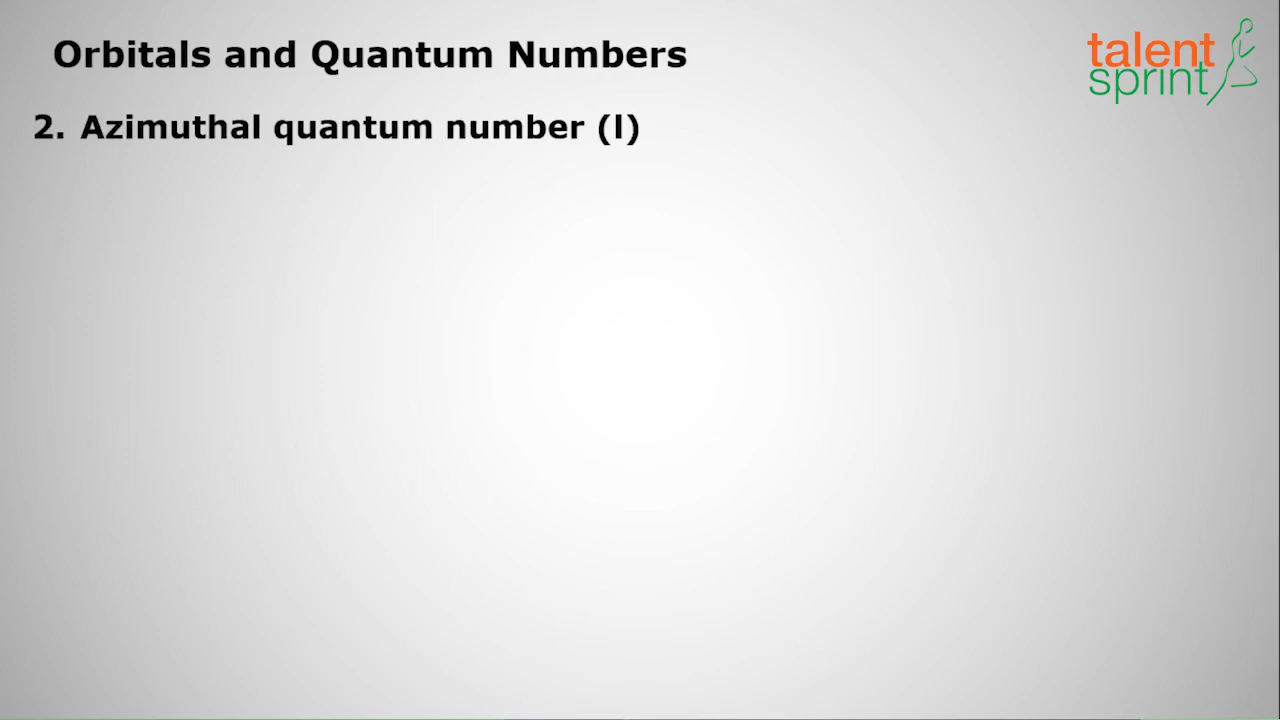 Orbitals and Quantum Numbers
talent
sprint
2. Azimuthal quantum number (l)